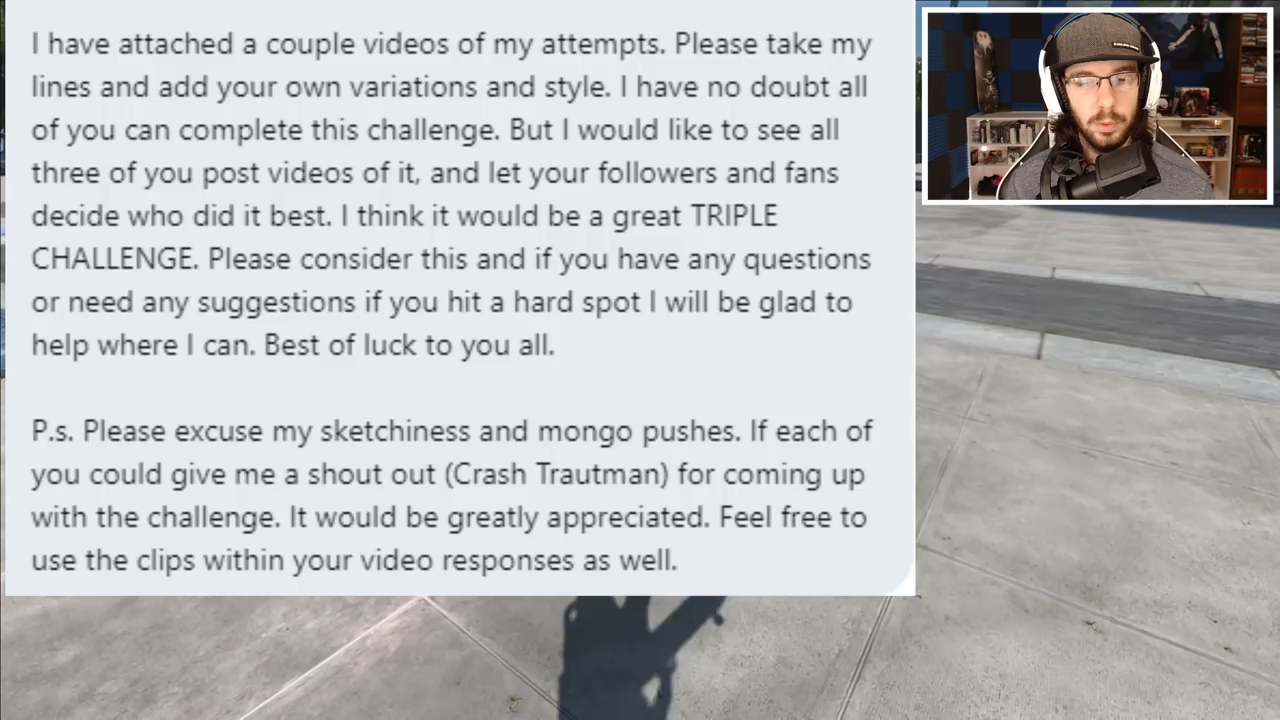 I have attached a couple videos of my attempts. Please take my
lines and add your own variations and style. I have no doubt all
of you can complete this challenge. But I would like to see all
three of you post videos of it, and let your followers and fans
decide who did it best. I think it would be a great TRIPLE
CHALLENGE. Please consider this and if you have any questions
or need any suggestions if you hit a hard spot I will be glad to
help where I can. Best of luck to you all.
P.s. Please excuse my sketchiness and mongo pushes. If each of
you could give me a shout out (Crash Trautman) for coming up
with the challenge. It would be greatly appreciated. Feel free to
use the clips within your video responses as well.